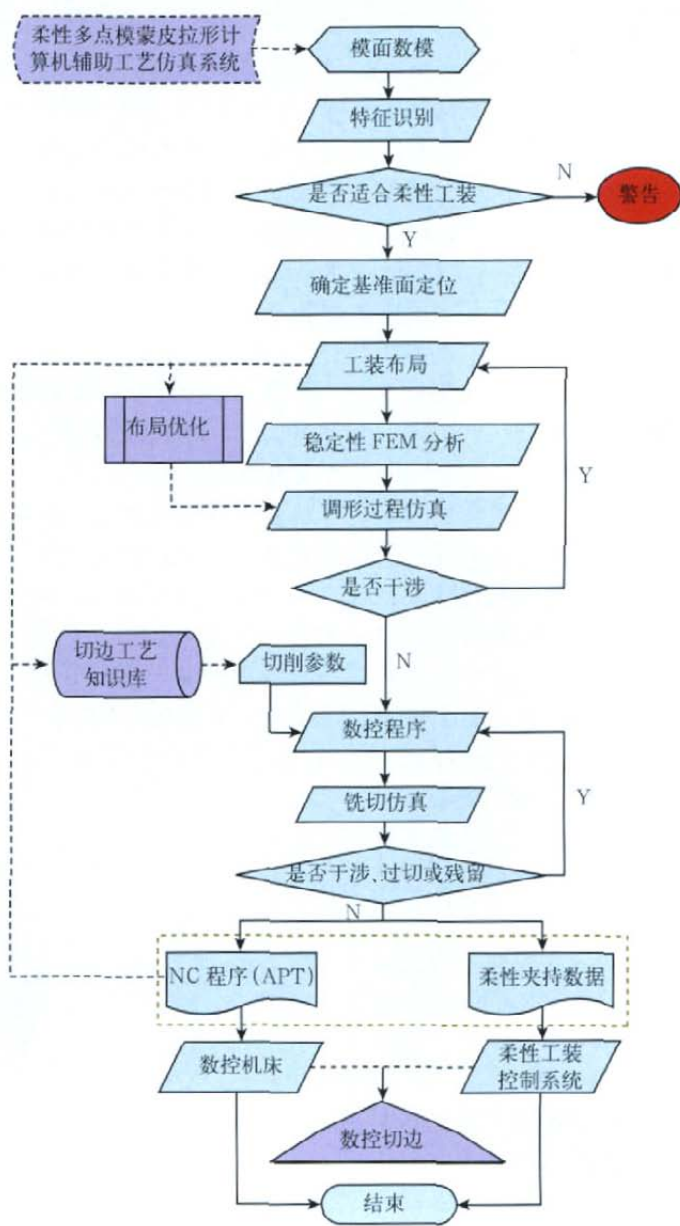 柔性多点模蒙皮拉形计
算机辅助工艺仿真系统
模面数模
特征识别
是否适合柔性工装
N
警告
Y
确定基准面定位
工装布局
布局优化
稳定性 FEM 分析
Y
调形过程仿真
是否干涉
切边工艺
知识库
切削参数
N
数控程序
铣切仿真
Y
是否干涉、过切或残留
N
NC 程序(APT)
柔性夹持数据
数控机床
柔性工装
控制系统
数控切边
结束